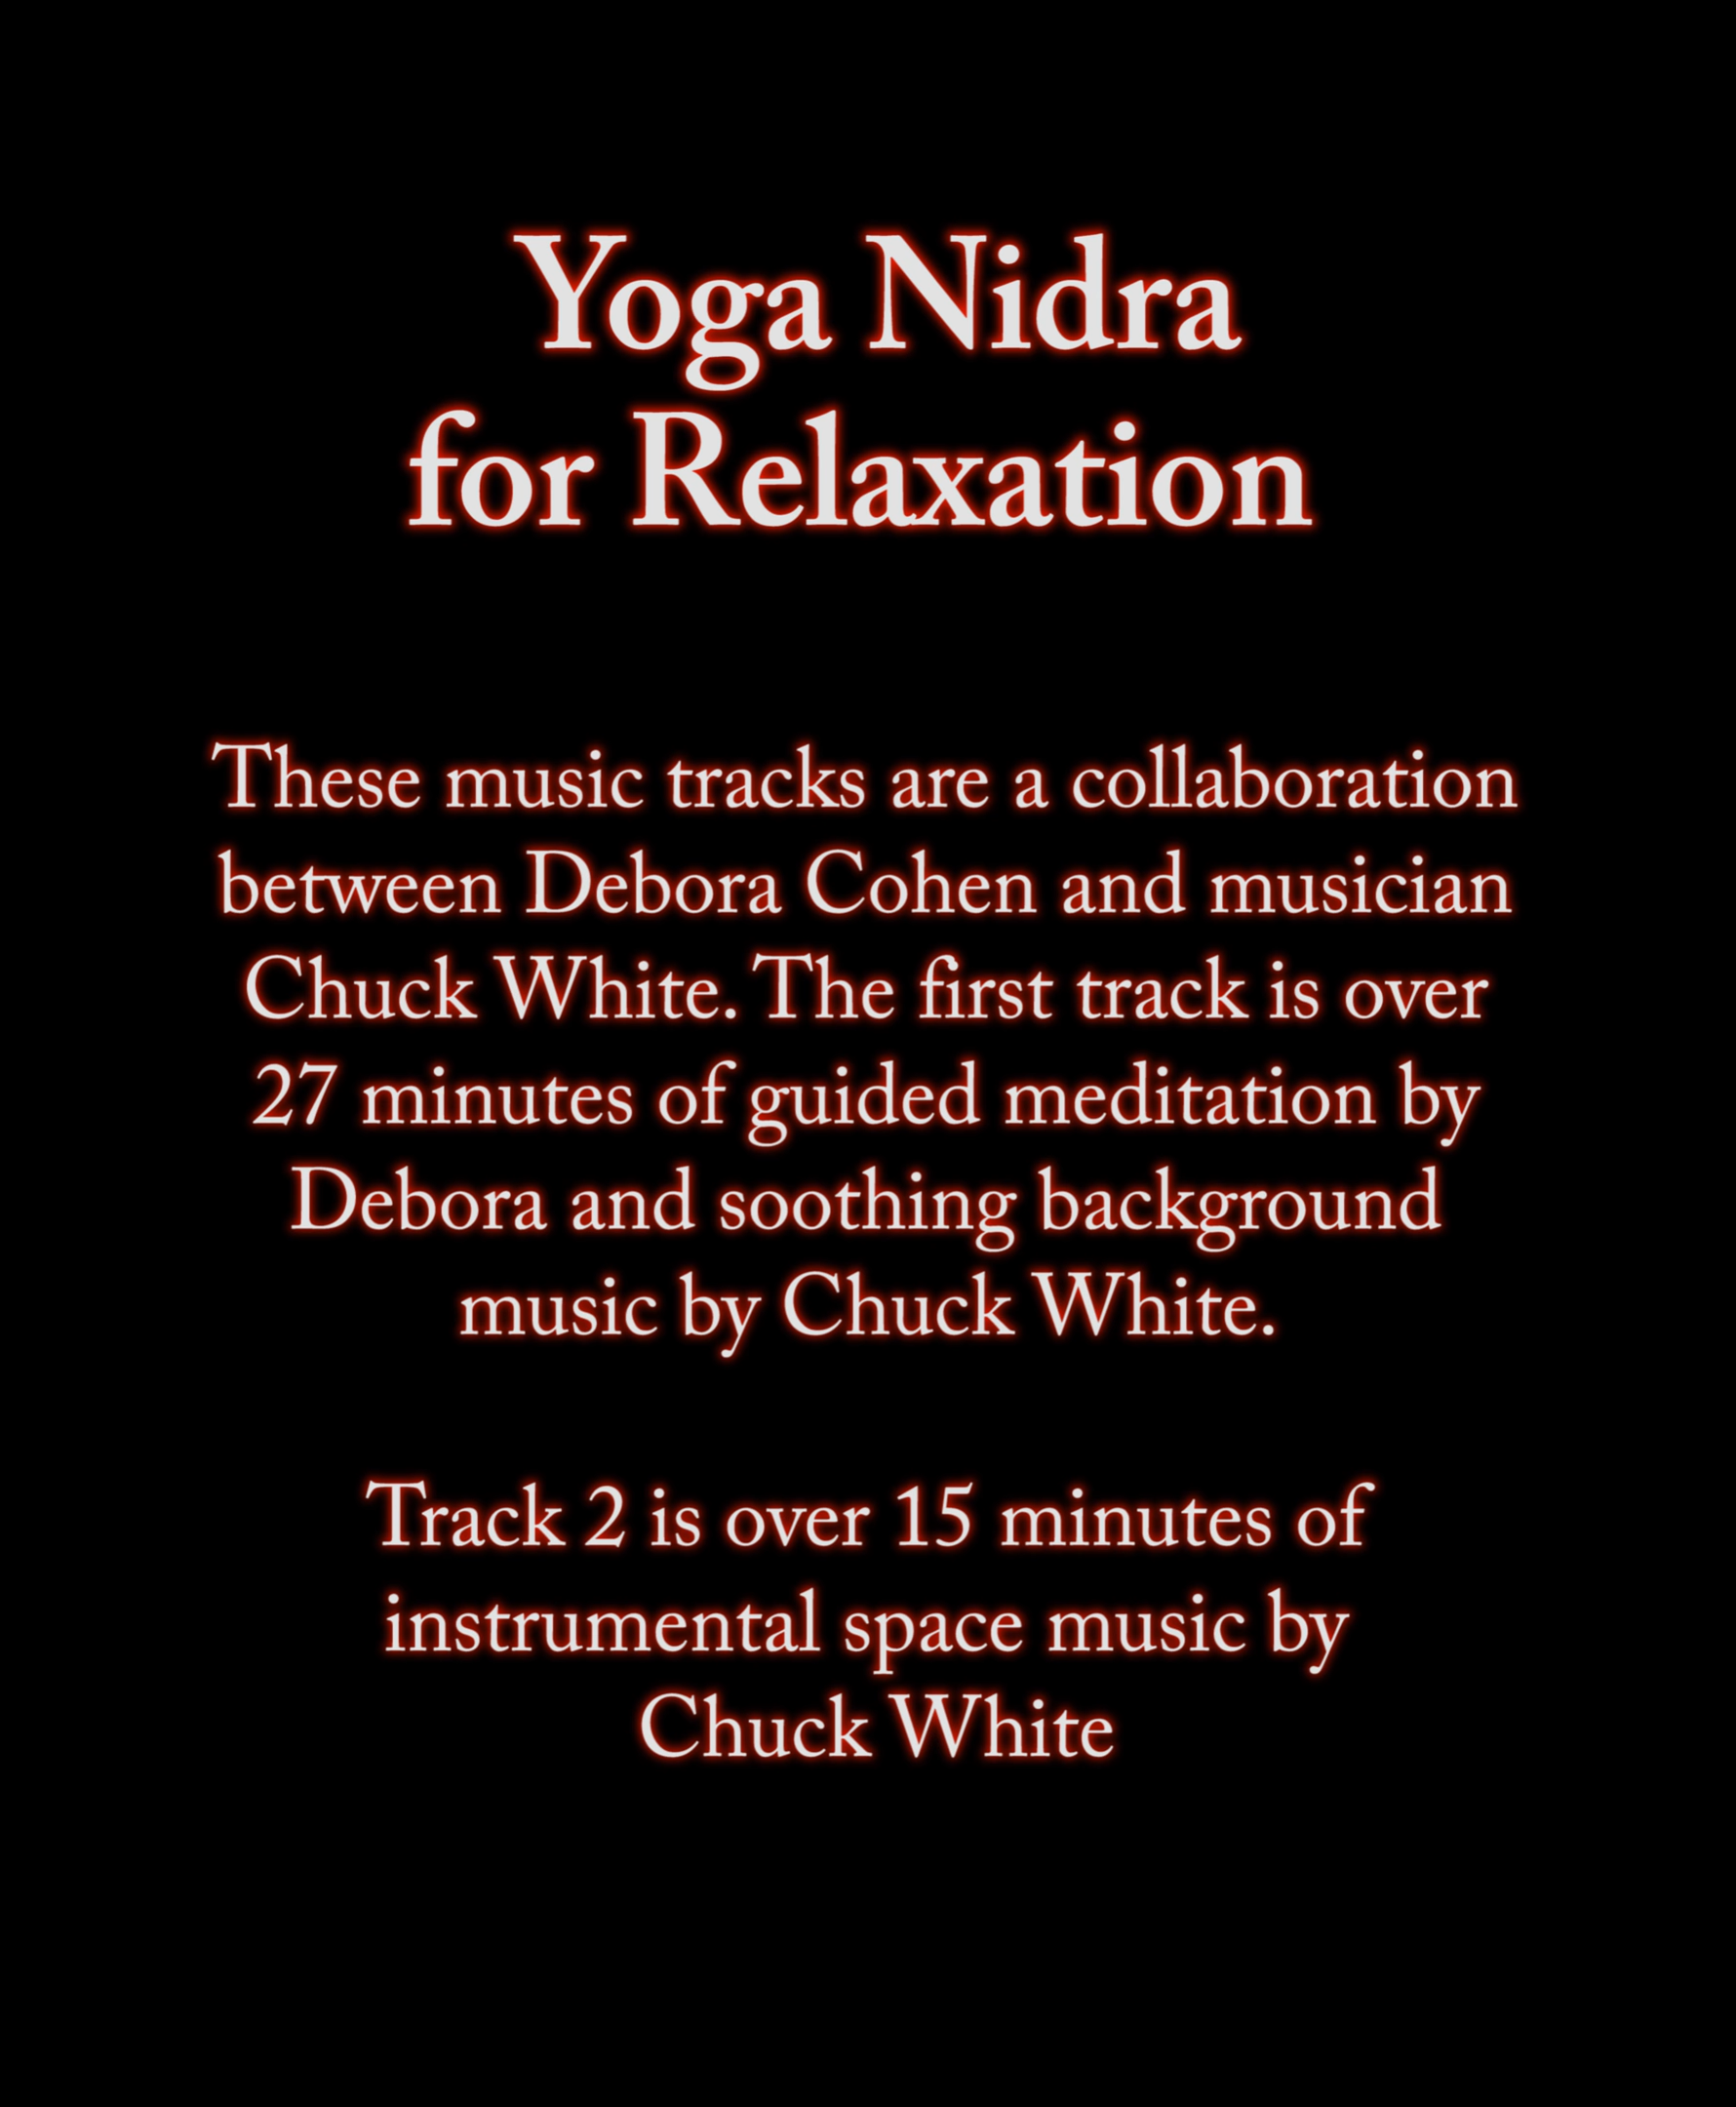 Yoga Nidra
for Relaxation
These music tracks are a collaboration
between Debora Cohen and musician
Chuck White. The first track is over
27 minutes of guided meditation by
Debora and soothing background
music by Chuck White.
Track 2 is over 15 minutes of
instrumental space music by
Chuck White